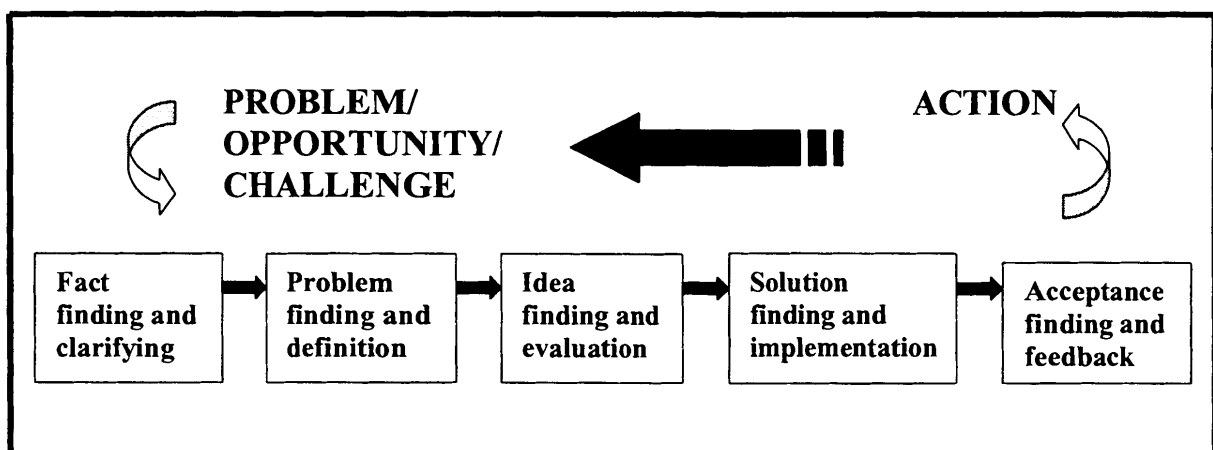 PROBLEM/
OPPORTUNITY/
CHALLENGE
ACTION
Fact
finding and
clarifying
Problem
finding and
definition
Idea
finding and
evaluation
Solution
finding and
implementation
Acceptance
finding and
feedback